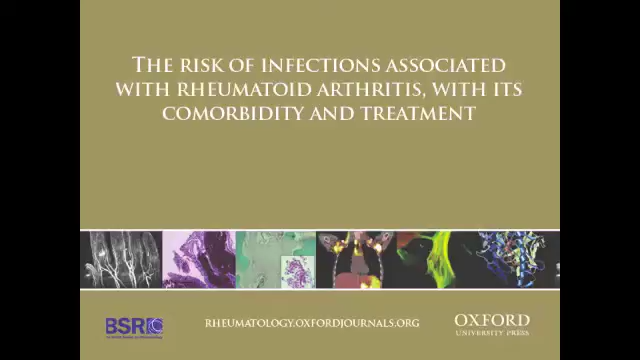 THE RISK OF INFECTIONS ASSOCIATED
WITH RHEUMATOID ARTHRITIS, WITH ITS
COMORBIDITY AND TREATMENT
BSR
RHEUMATOLOGY.OXFORDJOURNALS.ORG
OXFORD
UNIVERSITY PRESS